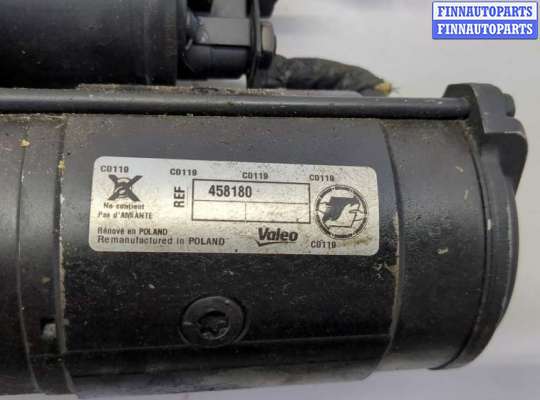 FINNAUTOPARTS
FINNAUTOPARTS
C0119 C0119 C0119 C0119
REF 458180
Ne contient
Pas d'AMIANTE
Rénové en POLAND
Remanufactured in POLAND
Valeo
C0119